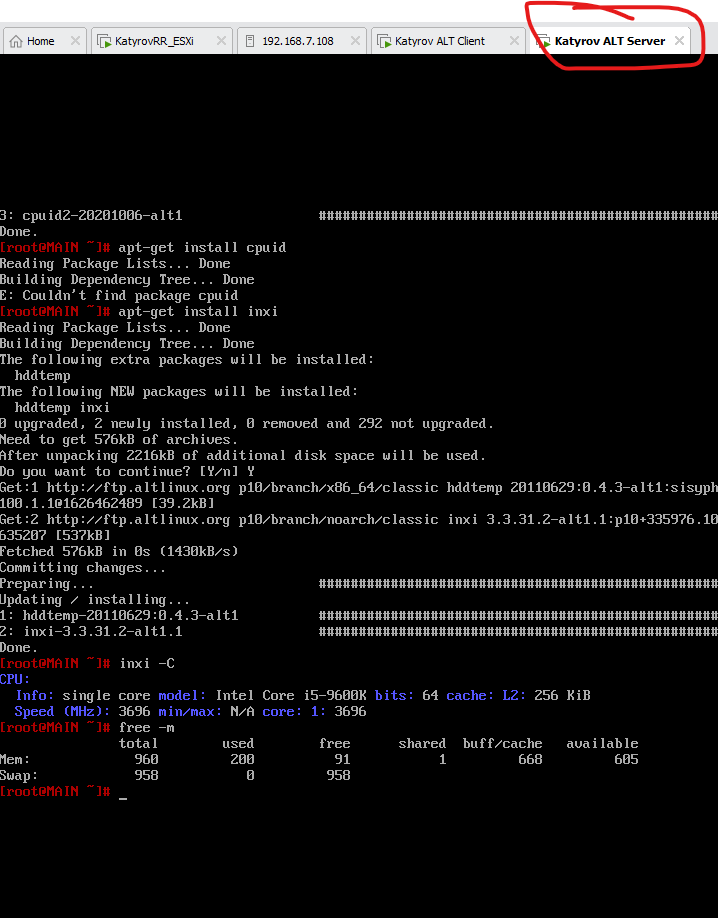 Home KatyrovRR_ESXi 192.168.7.108 Katyrov ALT Client Katyrov ALT Server
3: cpuid2-20201006-alt1 ##################################################
Done.
[root@MAIN ~]# apt-get install cpuid
Reading Package Lists... Done
Building Dependency Tree... Done
E: Couldn't find package cpuid
[root@MAIN ~]# apt-get install inxi
Reading Package Lists... Done
Building Dependency Tree... Done
The following extra packages will be installed:
hddtemp
The following NEW packages will be installed:
hddtemp inxi
0 upgraded, 2 newly installed, 0 removed and 292 not upgraded.
Need to get 576kB of archives.
After unpacking 2216kB of additional disk space will be used.
Do you want to continue? [Y/n] Y
Get:1 http://ftp.altlinux.org p10/branch/x86_64/classic hddtemp 20110629:0.4.3-alt1:sisyph
100.1.1@1626462489 [39.2kB]
Get:2 http://ftp.altlinux.org p10/branch/noarch/classic inxi 3.3.31.2-alt1.1:p10+335976.10
635207 [537kB]
Fetched 576kB in 0s (1430kB/s)
Committing changes...
Preparing... ##################################################
Updating / installing...
1: hddtemp-20110629:0.4.3-alt1 ##################################################
2: inxi-3.3.31.2-alt1.1 ##################################################
Done.
[root@MAIN ~]# inxi -C
CPU:
Info: single core model: Intel Core i5-9600K bits: 64 cache: L2: 256 KiB
Speed (MHz): 3696 min/max: N/A core: 1: 3696
[root@MAIN ~]# free -m
total used free shared buff/cache available
Mem: 960 200 91 1 668 605
Swap: 958 0 958
[root@MAIN ~]# _